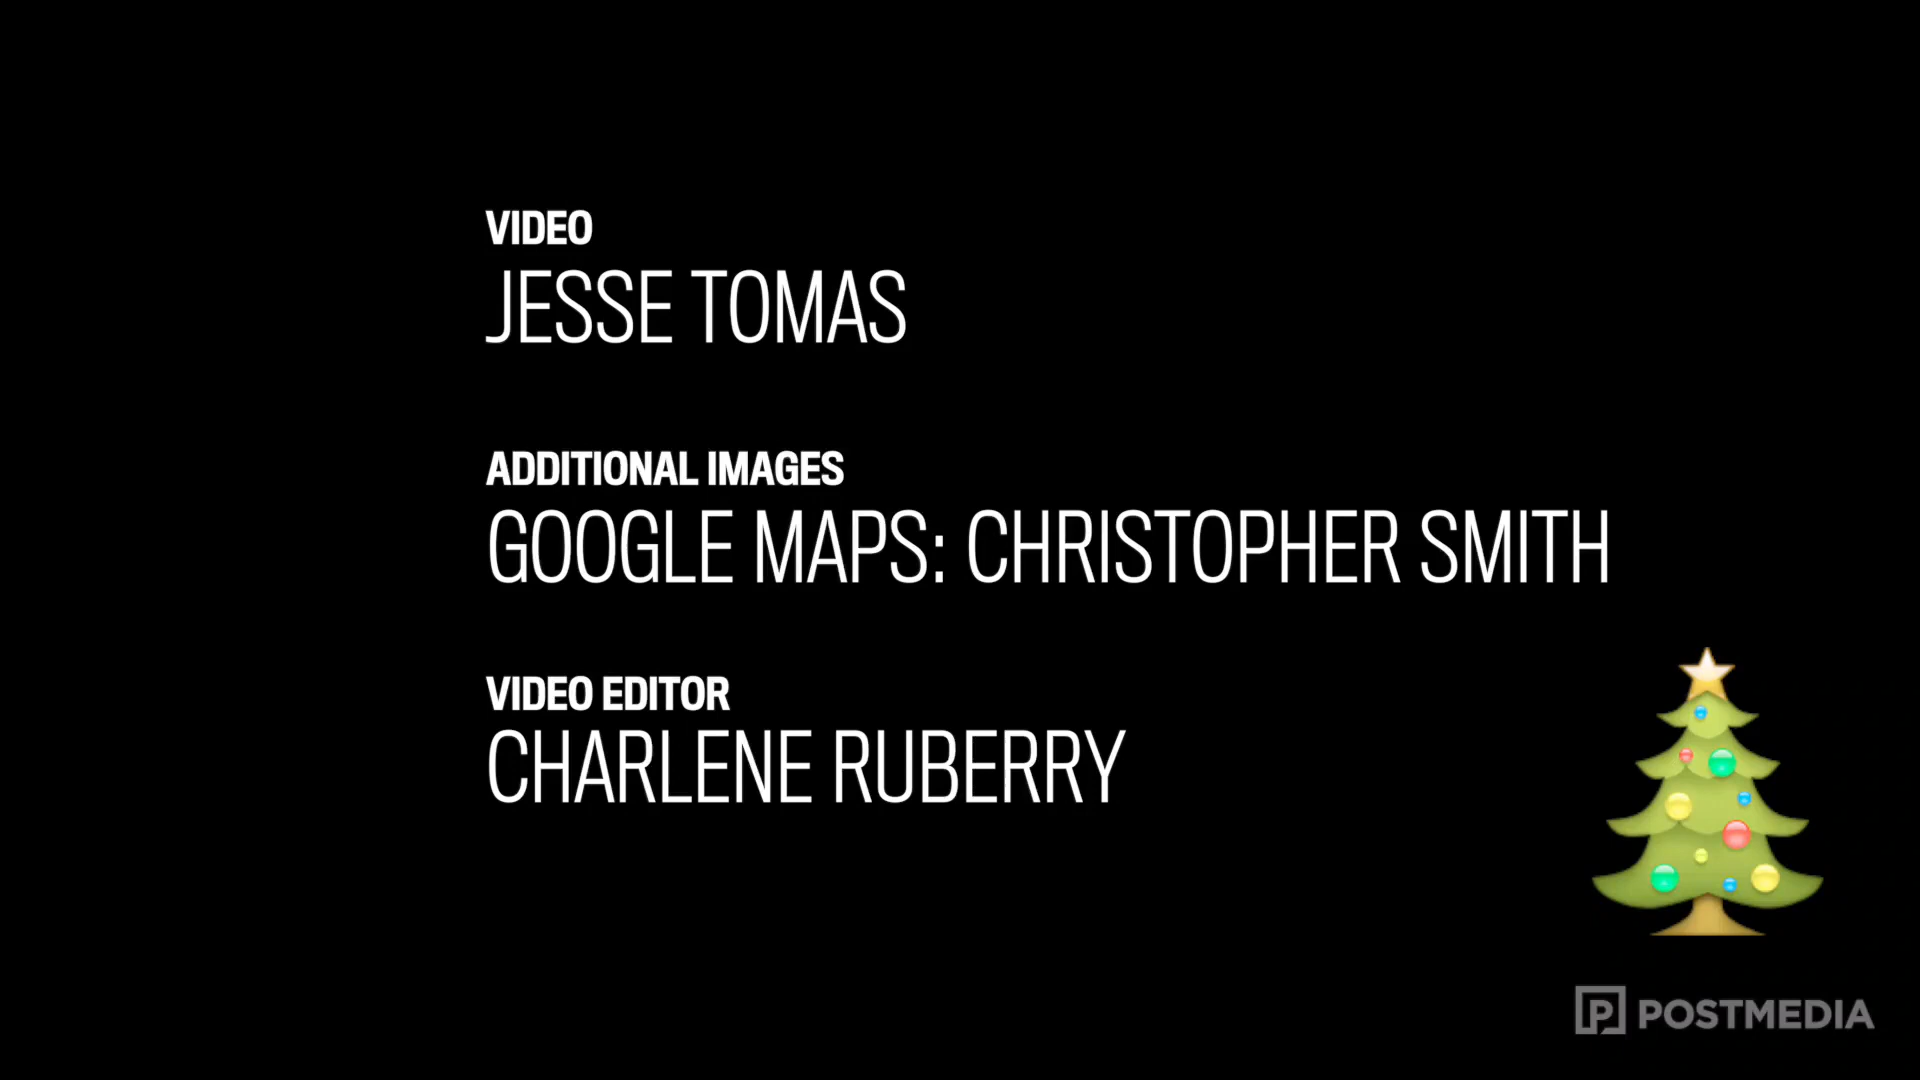 VIDEO
JESSE TOMAS
ADDITIONAL IMAGES
GOOGLE MAPS: CHRISTOPHER SMITH
VIDEO EDITOR
CHARLENE RUBERRY
P POSTMEDIA